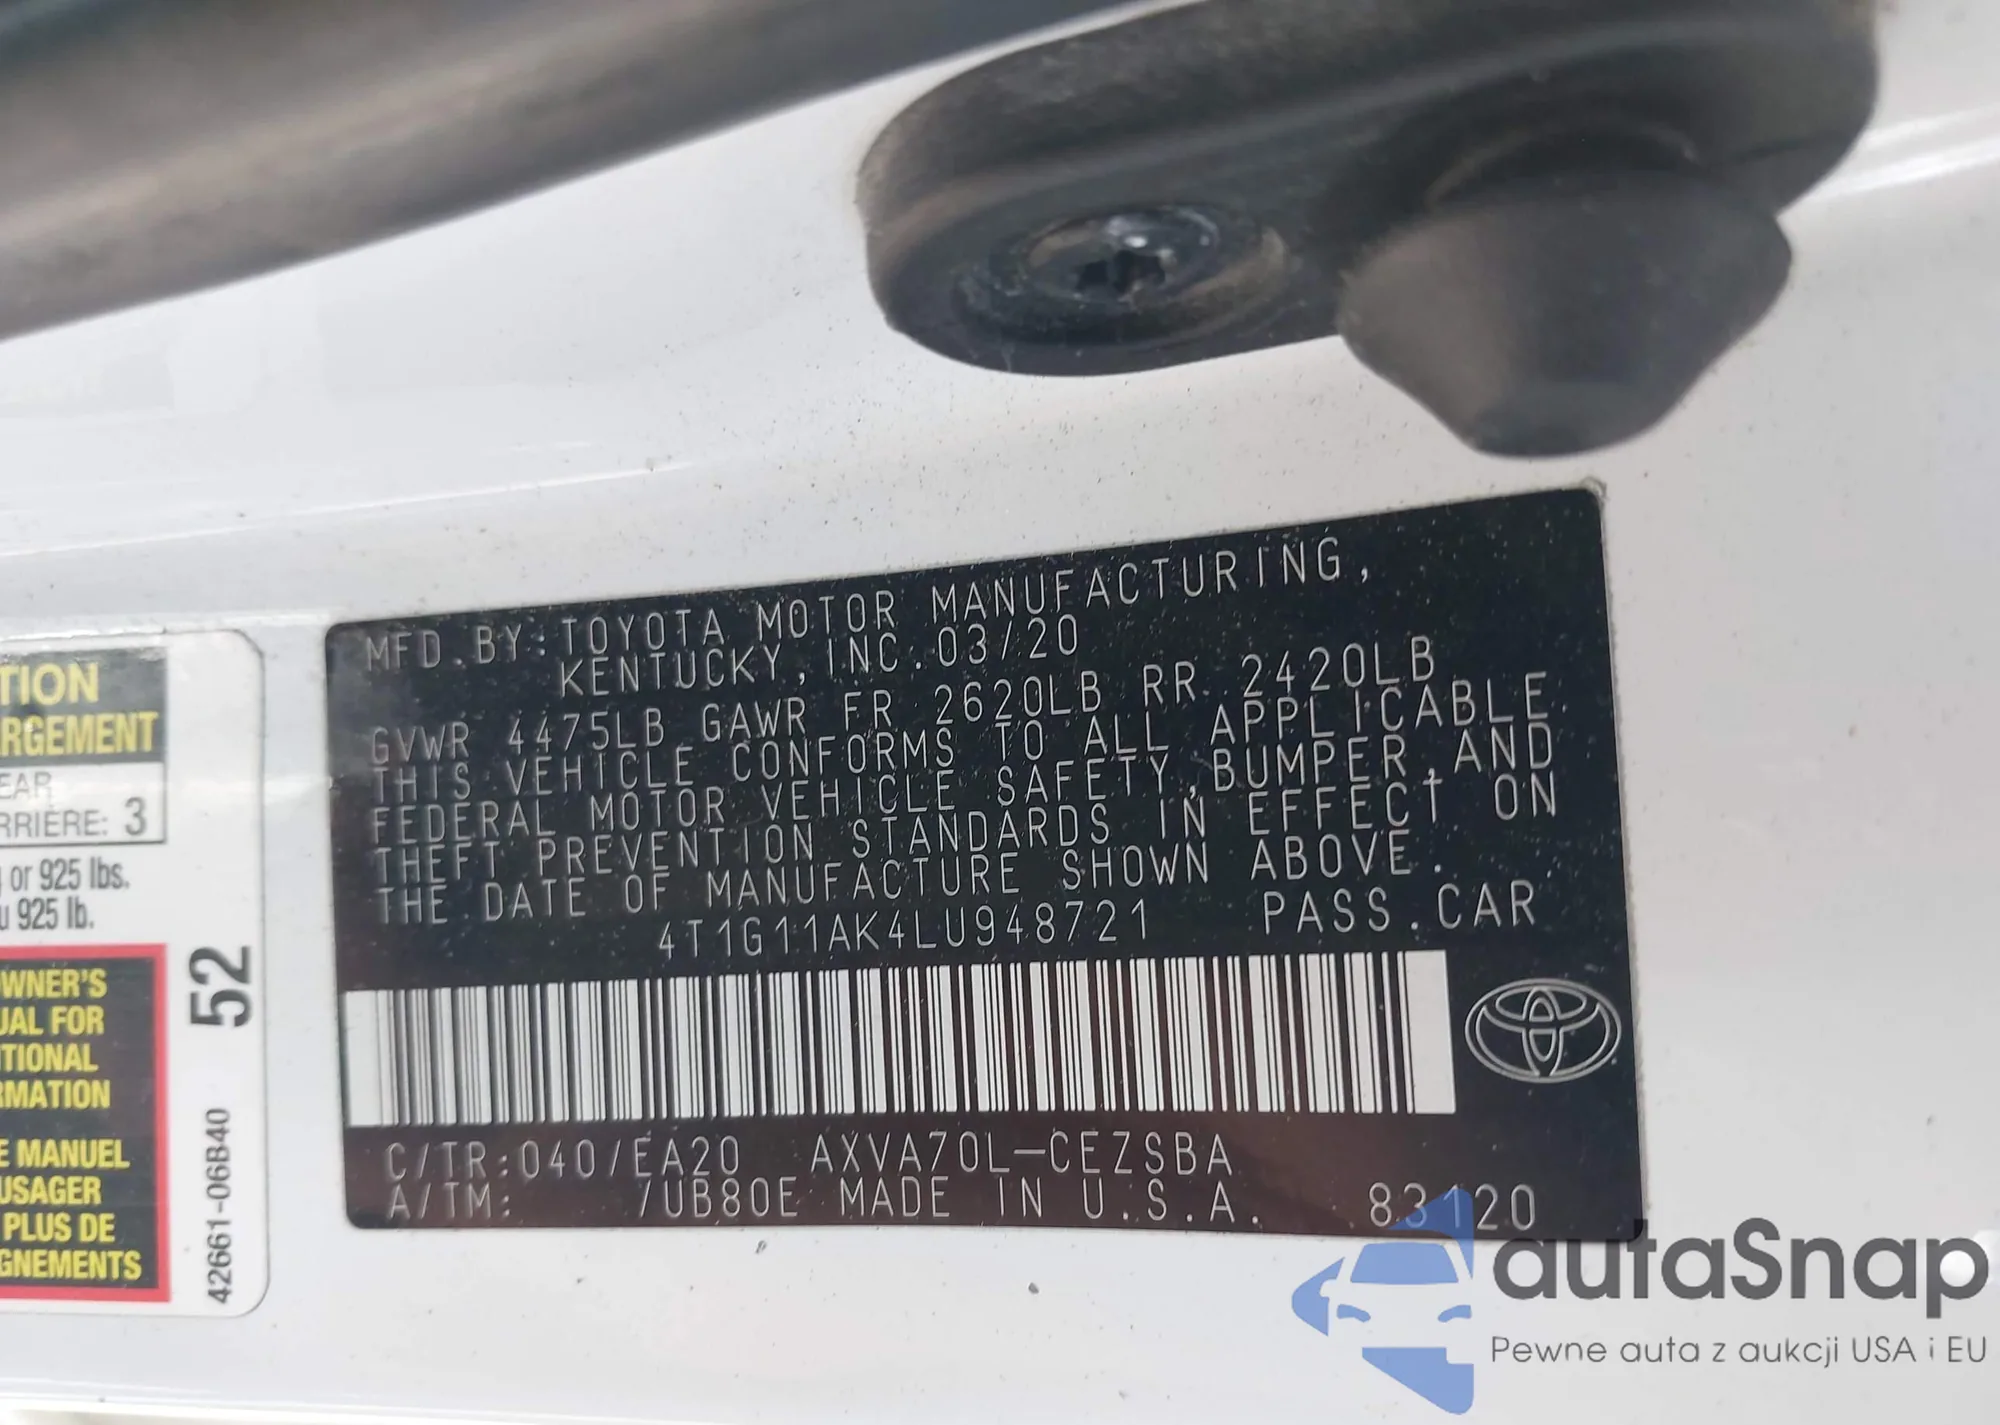 MFD.BY:TOYOTA MOTOR MANUFACTURING,
KENTUCKY,INC.03/20
GVWR 4475LB GAWR FR 2620LB RR 2420LB
THIS VEHICLE CONFORMS TO ALL APPLICABLE
FEDERAL MOTOR VEHICLE SAFETY,BUMPER,AND
THEFT PREVENTION STANDARDS IN EFFECT ON
THE DATE OF MANUFACTURE SHOWN ABOVE.
4T1G11AK4LU948721 PASS.CAR
C/TR:040/EA20 AXVA70L-CEZSBA
A/TM: /UB80E MADE IN U.S.A. 83120
TION
RGEMENT
EAR
RRIÈRE: 3
or 925 lbs.
u 925 lb.
WNER'S
UAL FOR
ITIONAL
RMATION
E MANUEL
USAGER
PLUS DE
GNEMENTS
52
42661-06B40
autaSnap
Pewne auta z aukcji USA i EU